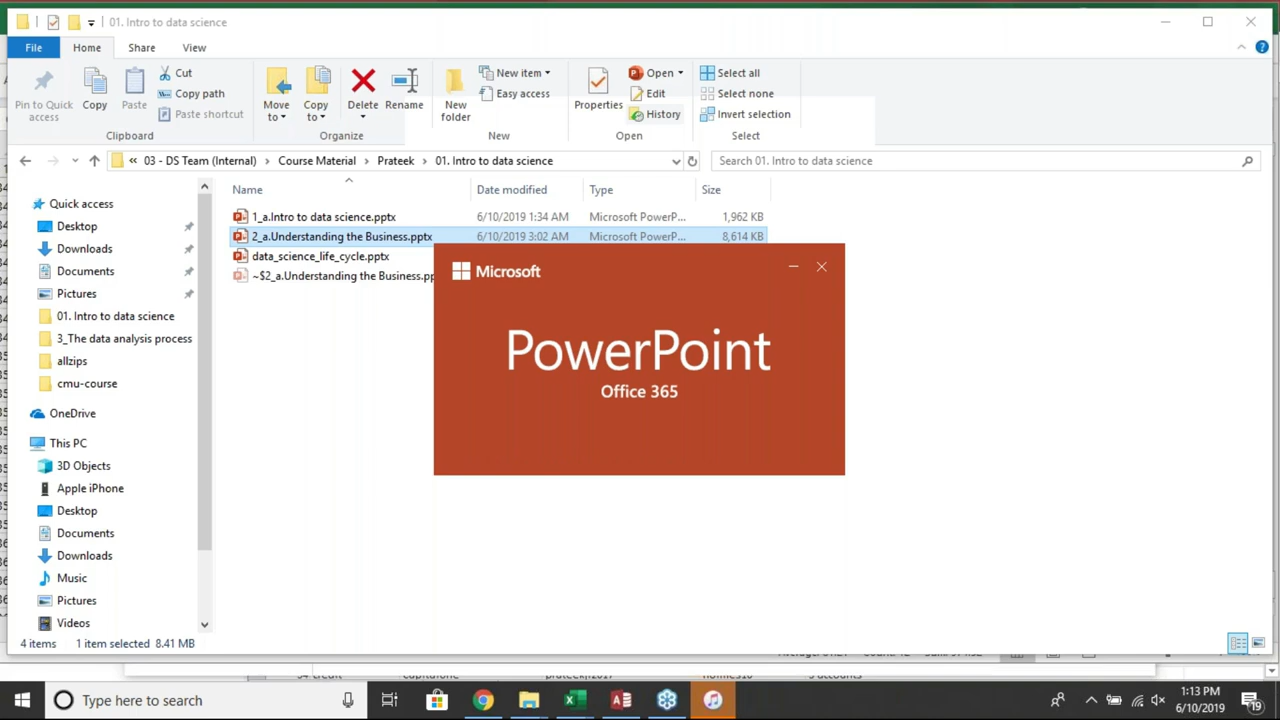 01. Intro to data science
File Home Share View
Pin to Quick access
Copy
Paste
Cut
Copy path
Paste shortcut
Move to
Copy to
Delete
Rename
New folder
New item
Easy access
Properties
Open
Edit
History
Select all
Select none
Invert selection
Clipboard Organize New Open Select
« 03 - DS Team (Internal) > Course Material > Prateek > 01. Intro to data science
Search 01. Intro to data science
Name Date modified Type Size
1_a.Intro to data science.pptx 6/10/2019 1:34 AM Microsoft PowerP... 1,962 KB
2_a.Understanding the Business.pptx 6/10/2019 3:02 AM Microsoft PowerP... 8,614 KB
data_science_life_cycle.pptx
~$2_a.Understanding the Business.pp
Quick access
Desktop
Downloads
Documents
Pictures
01. Intro to data science
3_The data analysis process
allzips
cmu-course
OneDrive
This PC
3D Objects
Apple iPhone
Desktop
Documents
Downloads
Music
Pictures
Videos
Microsoft
PowerPoint
Office 365
4 items 1 item selected 8.41 MB
Type here to search
1:13 PM
6/10/2019
19